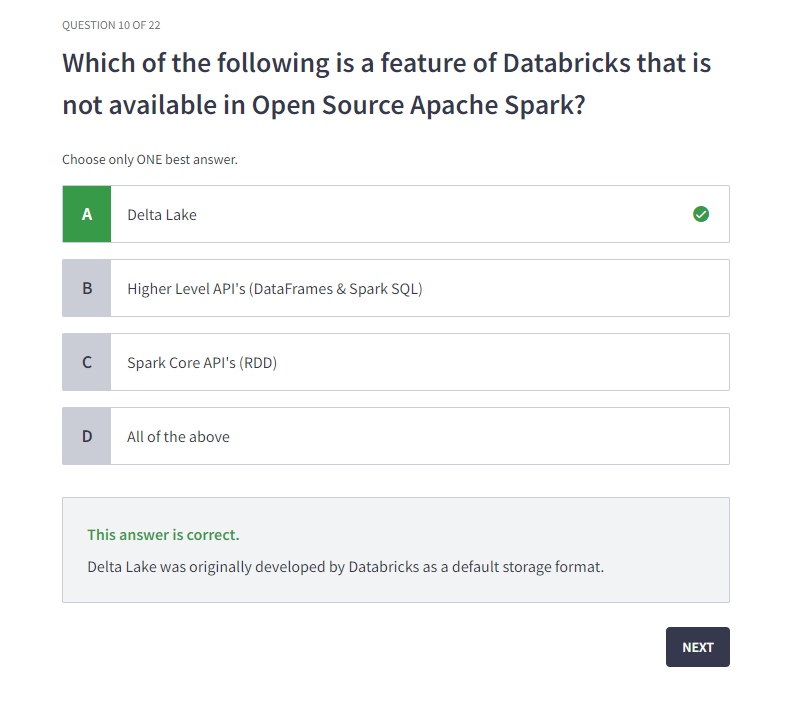 QUESTION 10 OF 22
Which of the following is a feature of Databricks that is
not available in Open Source Apache Spark?
Choose only ONE best answer.
A Delta Lake
B Higher Level API's (DataFrames & Spark SQL)
C Spark Core API's (RDD)
D All of the above
This answer is correct.
Delta Lake was originally developed by Databricks as a default storage format.
NEXT